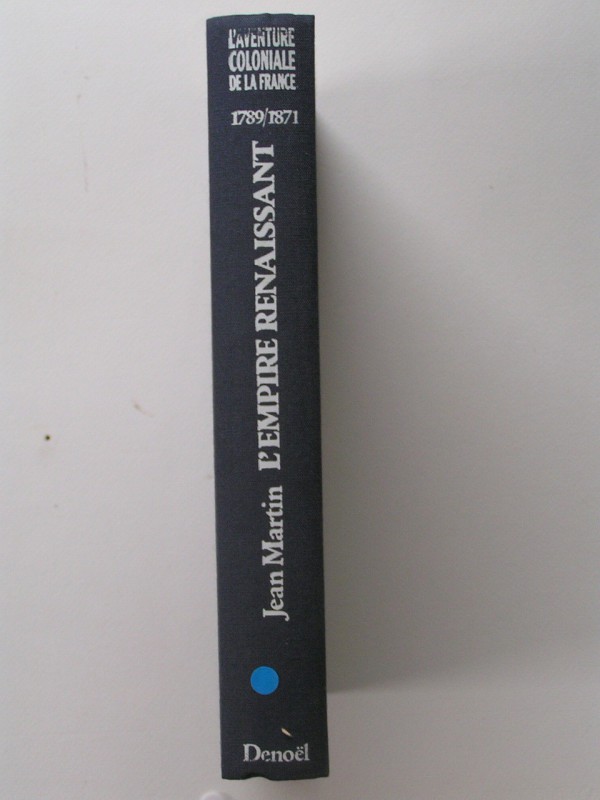 L'AVENTURE
COLONIALE
DE LA FRANCE
1789/1871
Jean Martin L'EMPIRE RENAISSANT
Denoël